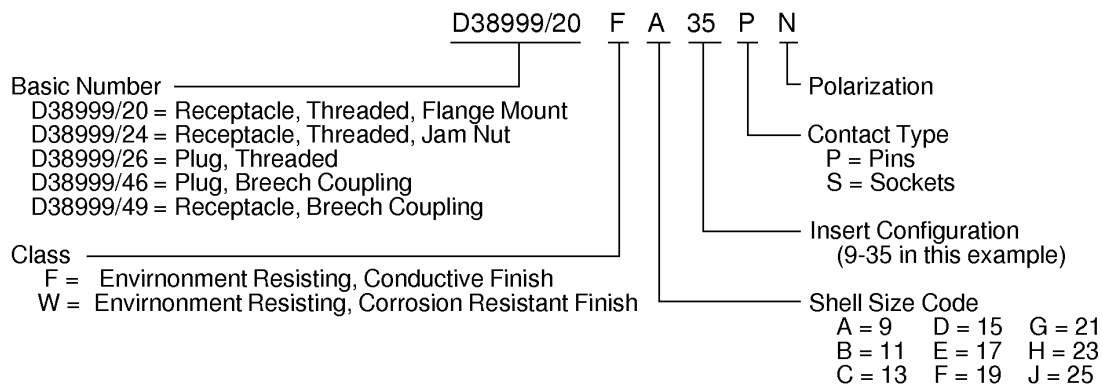 D38999/20 F A 35 P N
Basic Number
D38999/20 = Receptacle, Threaded, Flange Mount
D38999/24 = Receptacle, Threaded, Jam Nut
D38999/26 = Plug, Threaded
D38999/46 = Plug, Breech Coupling
D38999/49 = Receptacle, Breech Coupling
Class
F = Envirnonment Resisting, Conductive Finish
W = Envirnonment Resisting, Corrosion Resistant Finish
Polarization
Contact Type
P = Pins
S = Sockets
Insert Configuration
(9-35 in this example)
Shell Size Code
A = 9 D = 15 G = 21
B = 11 E = 17 H = 23
C = 13 F = 19 J = 25